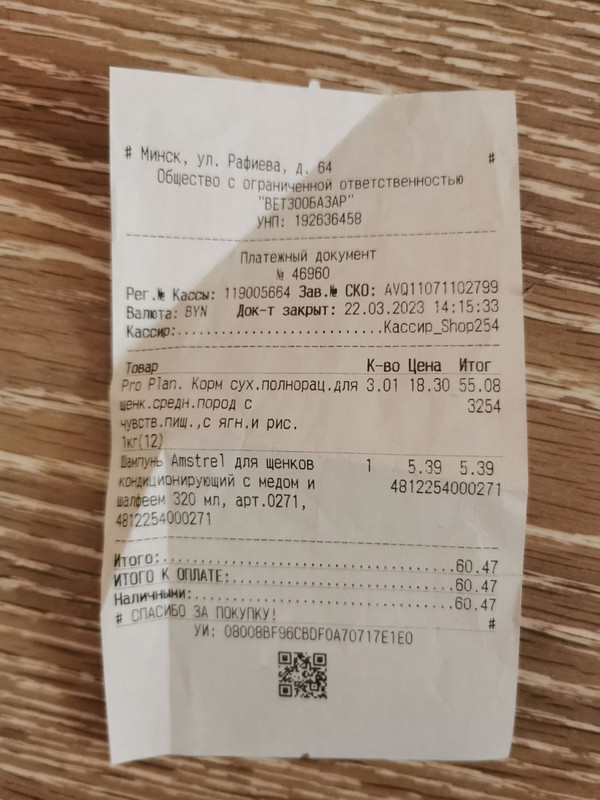 # Минск, ул. Рафиева, д. 64 #
Общество с ограниченной ответственностью
"ВЕТЗООБАЗАР"
УНП: 192636458
Платежный документ
№ 46960
Рег.№ Кассы: 119005664 Зав.№ СКО: AVQ11071102799
Валюта: BYN Док-т закрыт: 22.03.2023 14:15:33
Кассир:................................Кассир_Shop254
Товар К-во Цена Итог
Pro Plan. Корм сух.полнорац.для 3.01 18.30 55.08
щенк.средн.пород с 3254
чувств.пищ.,с ягн.и рис.
1кг(12)
Шампунь Amstrel для щенков 1 5.39 5.39
кондиционирующий с медом и 4812254000271
шалфеем 320 мл, арт.0271,
4812254000271
Итого:............................................60.47
ИТОГО К ОПЛАТЕ:...................................60.47
Наличными:........................................60.47
# СПАСИБО ЗА ПОКУПКУ! #
УИ: 08008BF96CBDF0A70717E1E0